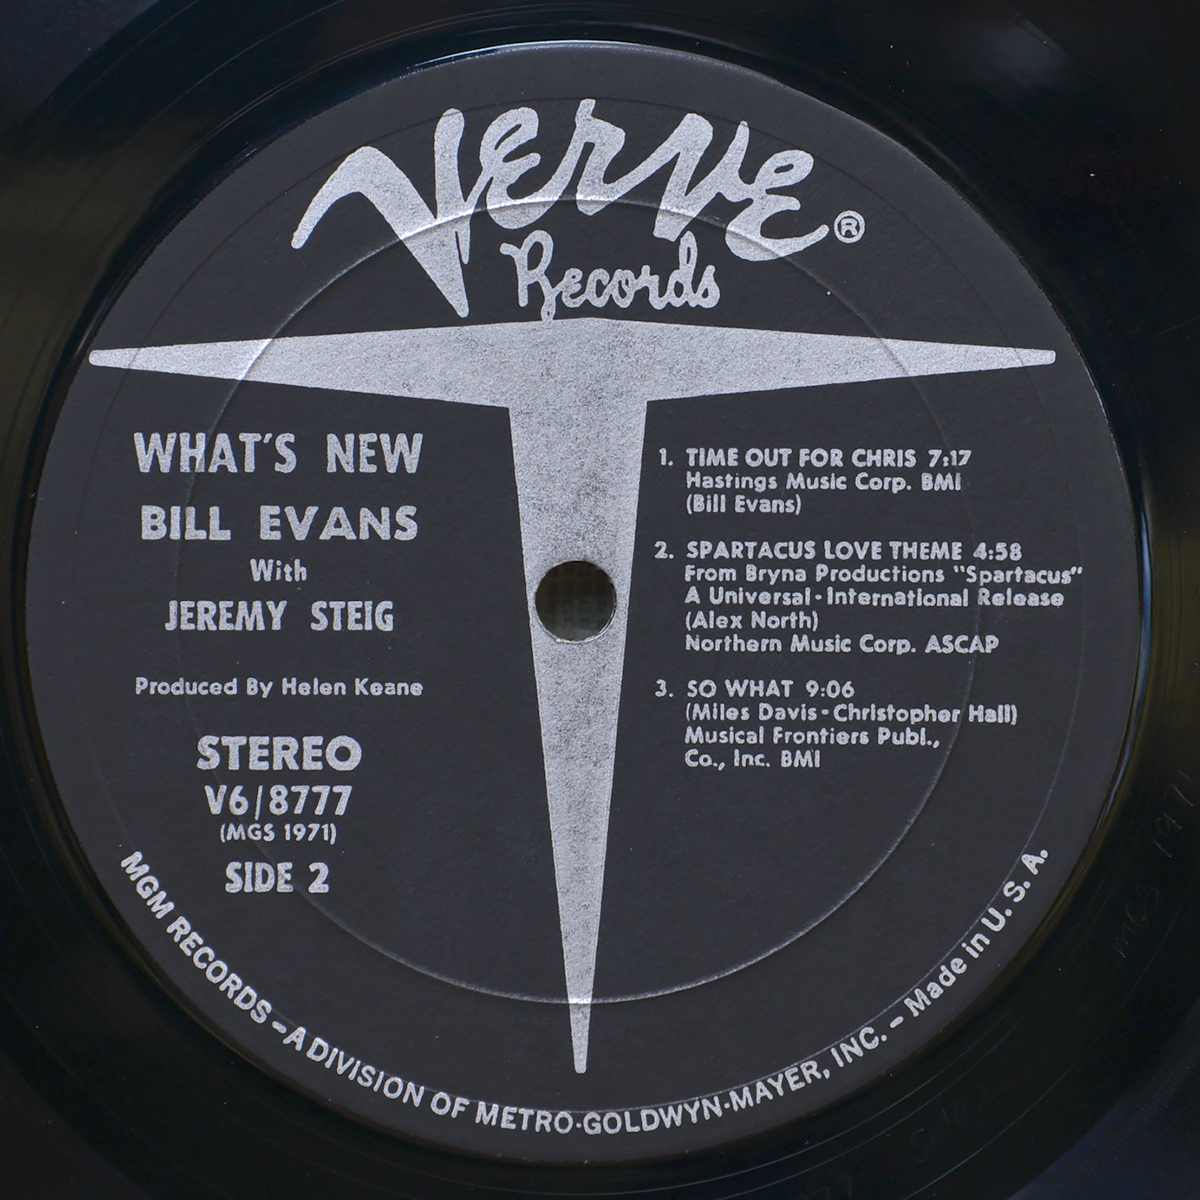 Verve®
Records
WHAT'S NEW
BILL EVANS
With
JEREMY STEIG
Produced By Helen Keane
STEREO
V6/8777
(MGS 1971)
SIDE 2
1. TIME OUT FOR CHRIS 7:17
Hastings Music Corp. BMI
(Bill Evans)
2. SPARTACUS LOVE THEME 4:58
From Bryna Productions "Spartacus"
A Universal-International Release
(Alex North)
Northern Music Corp. ASCAP
3. SO WHAT 9:06
(Miles Davis-Christopher Hall)
Musical Frontiers Publ.,
Co., Inc. BMI
MGM RECORDS – A DIVISION OF METRO-GOLDWYN-MAYER, INC. – Made in U. S. A.